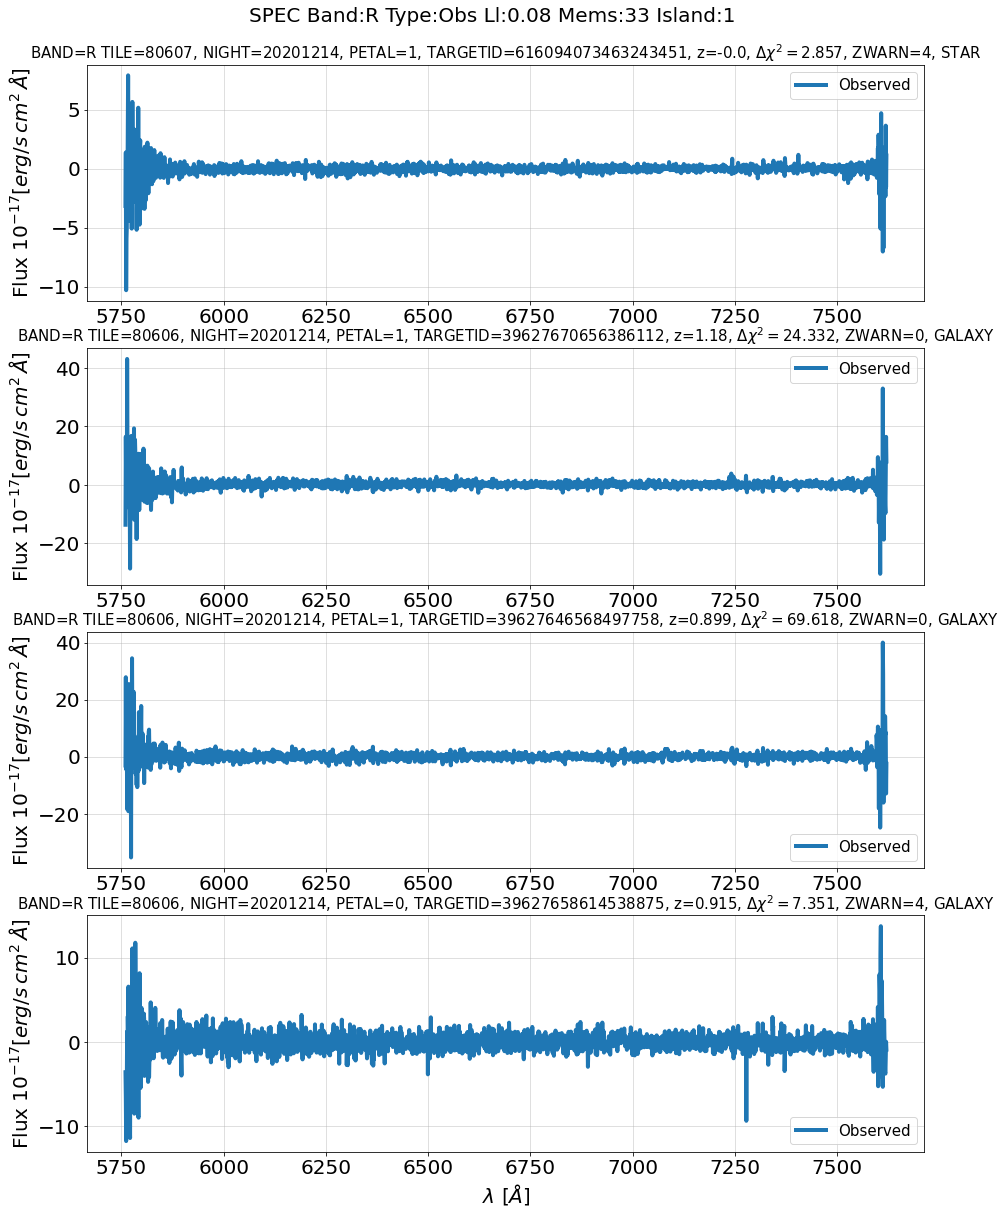 SPEC Band:R Type:Obs Ll:0.08 Mems:33 Island:1
BAND=R TILE=80607, NIGHT=20201214, PETAL=1, TARGETID=616094073463243451, z=-0.0, Δχ² = 2.857, ZWARN=4, STAR
Observed
5
0
−5
−10
Flux 10⁻¹⁷[erg/s cm² Å]
5750 6000 6250 6500 6750 7000 7250 7500
BAND=R TILE=80606, NIGHT=20201214, PETAL=1, TARGETID=39627670656386112, z=1.18, Δχ² = 24.332, ZWARN=0, GALAXY
Observed
40
20
0
−20
Flux 10⁻¹⁷[erg/s cm² Å]
5750 6000 6250 6500 6750 7000 7250 7500
BAND=R TILE=80606, NIGHT=20201214, PETAL=1, TARGETID=39627646568497758, z=0.899, Δχ² = 69.618, ZWARN=0, GALAXY
40
20
0
−20
Flux 10⁻¹⁷[erg/s cm² Å]
Observed
5750 6000 6250 6500 6750 7000 7250 7500
BAND=R TILE=80606, NIGHT=20201214, PETAL=0, TARGETID=39627658614538875, z=0.915, Δχ² = 7.351, ZWARN=4, GALAXY
10
0
−10
Flux 10⁻¹⁷[erg/s cm² Å]
Observed
5750 6000 6250 6500 6750 7000 7250 7500
λ [Å]